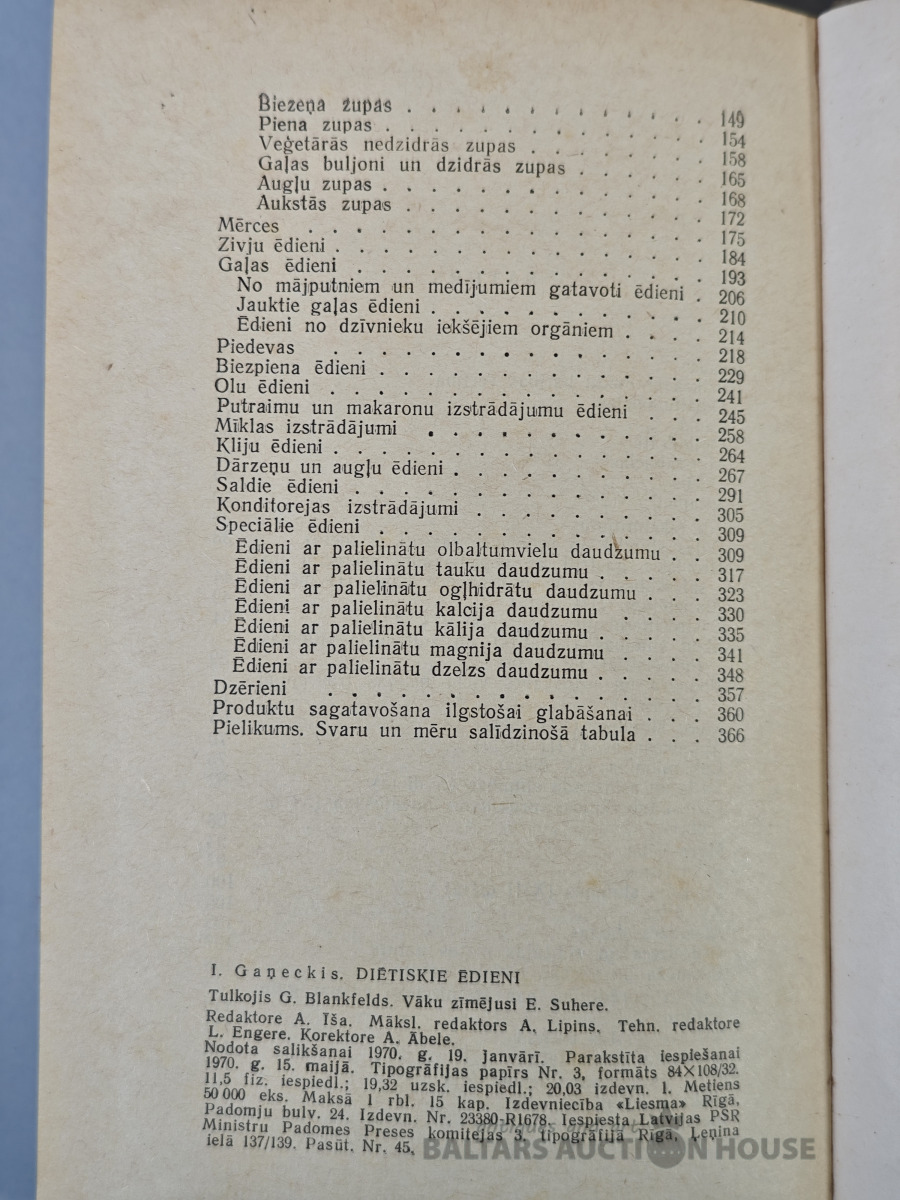 Biezeņa zupas . . . . . . . . . . . . 149
Piena zupas . . . . . . . . . . . . . 154
Veģetārās nedzidrās zupas . . . . . . . 158
Gaļas buljoni un dzidrās zupas . . . . . 165
Augļu zupas . . . . . . . . . . . . . 168
Aukstās zupas . . . . . . . . . . . . 172
Mērces . . . . . . . . . . . . . . . 175
Zivju ēdieni . . . . . . . . . . . . . 184
Gaļas ēdieni . . . . . . . . . . . . . 193
No mājputniem un medījumiem gatavoti ēdieni . 206
Jauktie gaļas ēdieni . . . . . . . . . . 210
Ēdieni no dzīvnieku iekšējiem orgāniem . . . . 214
Piedevas . . . . . . . . . . . . . . 218
Biezpiena ēdieni . . . . . . . . . . . . 229
Olu ēdieni . . . . . . . . . . . . . . 241
Putraimu un makaronu izstrādājumu ēdieni . . . 245
Mīklas izstrādājumi . . . . . . . . . . 258
Kliju ēdieni . . . . . . . . . . . . . 264
Dārzeņu un augļu ēdieni . . . . . . . . . 267
Saldie ēdieni . . . . . . . . . . . . . 291
Konditorejas izstrādājumi . . . . . . . . 305
Speciālie ēdieni . . . . . . . . . . . . 309
Ēdieni ar palielinātu olbaltumvielu daudzumu . . 309
Ēdieni ar palielinātu tauku daudzumu . . . . . 317
Ēdieni ar palielinātu ogļhidrātu daudzumu . . . 323
Ēdieni ar palielinātu kalcija daudzumu . . . . 330
Ēdieni ar palielinātu kālija daudzumu . . . . . 335
Ēdieni ar palielinātu magnija daudzumu . . . . 341
Ēdieni ar palielinātu dzelzs daudzumu . . . . . 348
Dzērieni . . . . . . . . . . . . . . 357
Produktu sagatavošana ilgstošai glabāšanai . . . 360
Pielikums. Svaru un mēru salīdzinošā tabula . . . 366
I. Gaņeckis. DIĒTISKIE ĒDIENI
Tulkojis G. Blankfelds. Vāku zīmējusi E. Suhere.
Redaktore A. Iša. Māksl. redaktors A. Lipins. Tehn. redaktore
L. Engere. Korektore A. Ābele.
Nodota salikšanai 1970. g. 19. janvārī. Parakstīta iespiešanai
1970. g. 15. maijā. Tipogrāfijas papīrs Nr. 3, formāts 84×108/32.
11,5 fiz. iespiedl.; 19,32 uzsk. iespiedl.; 20,03 izdevn. l. Metiens
50 000 eks. Maksā 1 rbl. 15 kap. Izdevniecība «Liesma» Rīgā,
Padomju bulv. 24. Izdevn. Nr. 23380-R1678. Iespiesta Latvijas PSR
Ministru Padomes Preses komitejas 3. tipogrāfijā Rīgā, Ļeņina
ielā 137/139. Pasūt. Nr. 45.
BALTARS AUCTION HOUSE